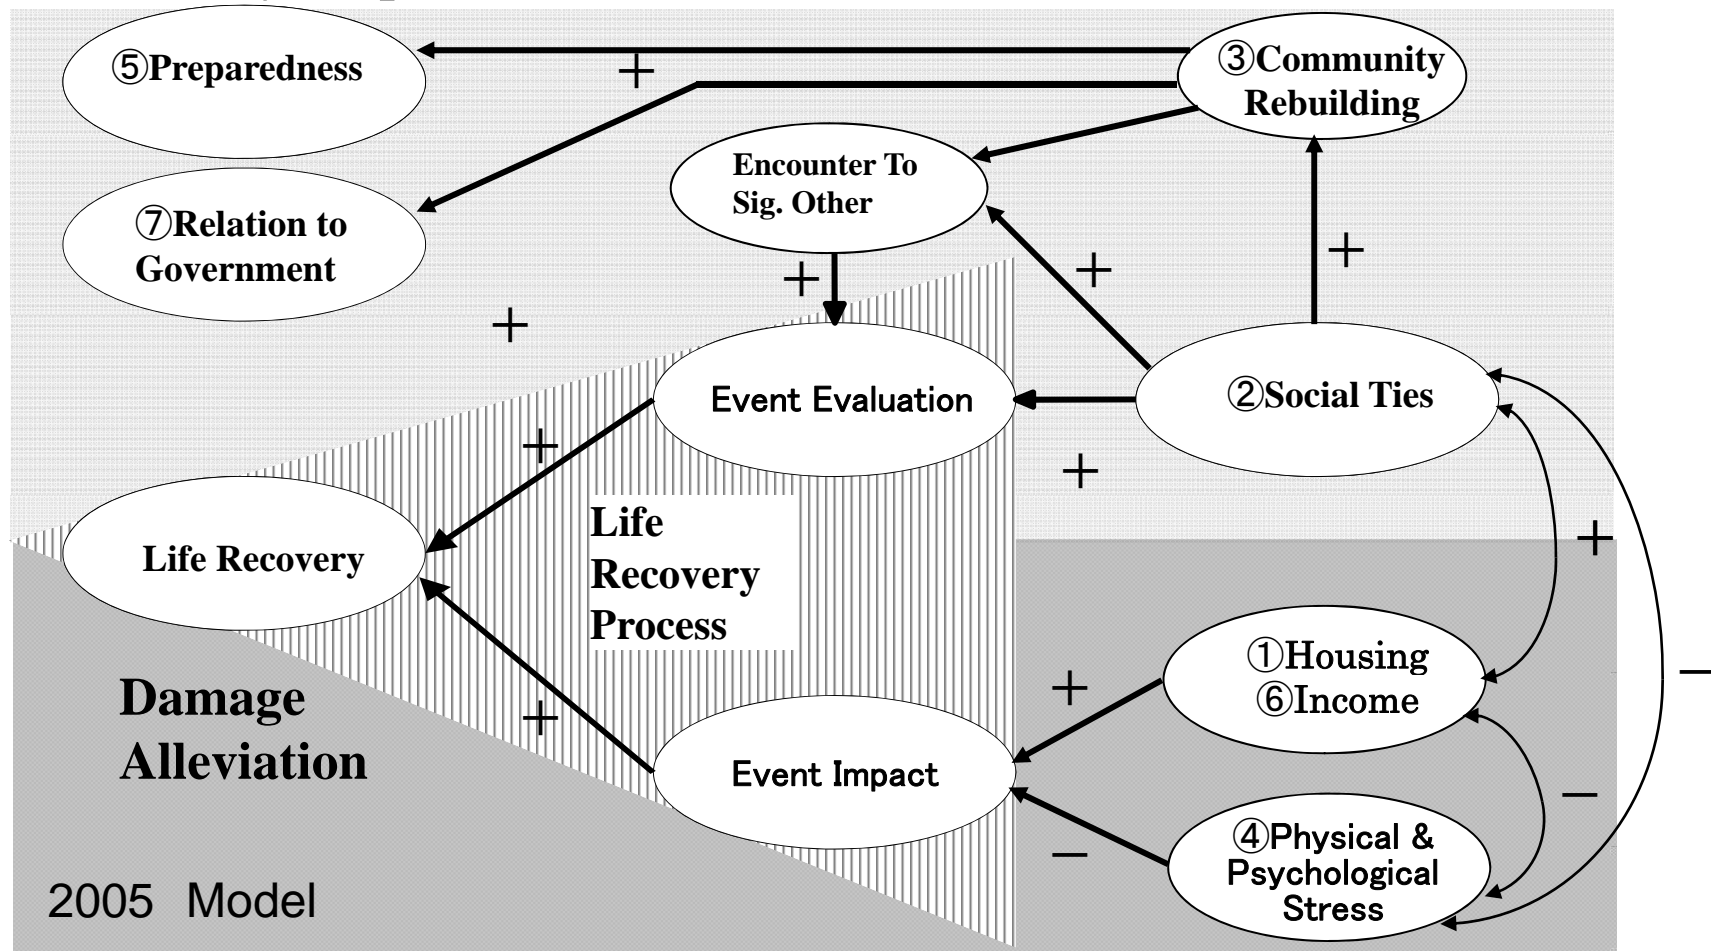 ⑤Preparedness
③Community
Rebuilding
+
Encounter To
Sig. Other
⑦Relation to
Government
+
+
+
+
Event Evaluation
②Social Ties
+
+
Life
Recovery
Process
Life Recovery
+
①Housing
⑥Income
+
−
Damage
Alleviation
+
Event Impact
−
④Physical &
Psychological
Stress
−
2005 Model